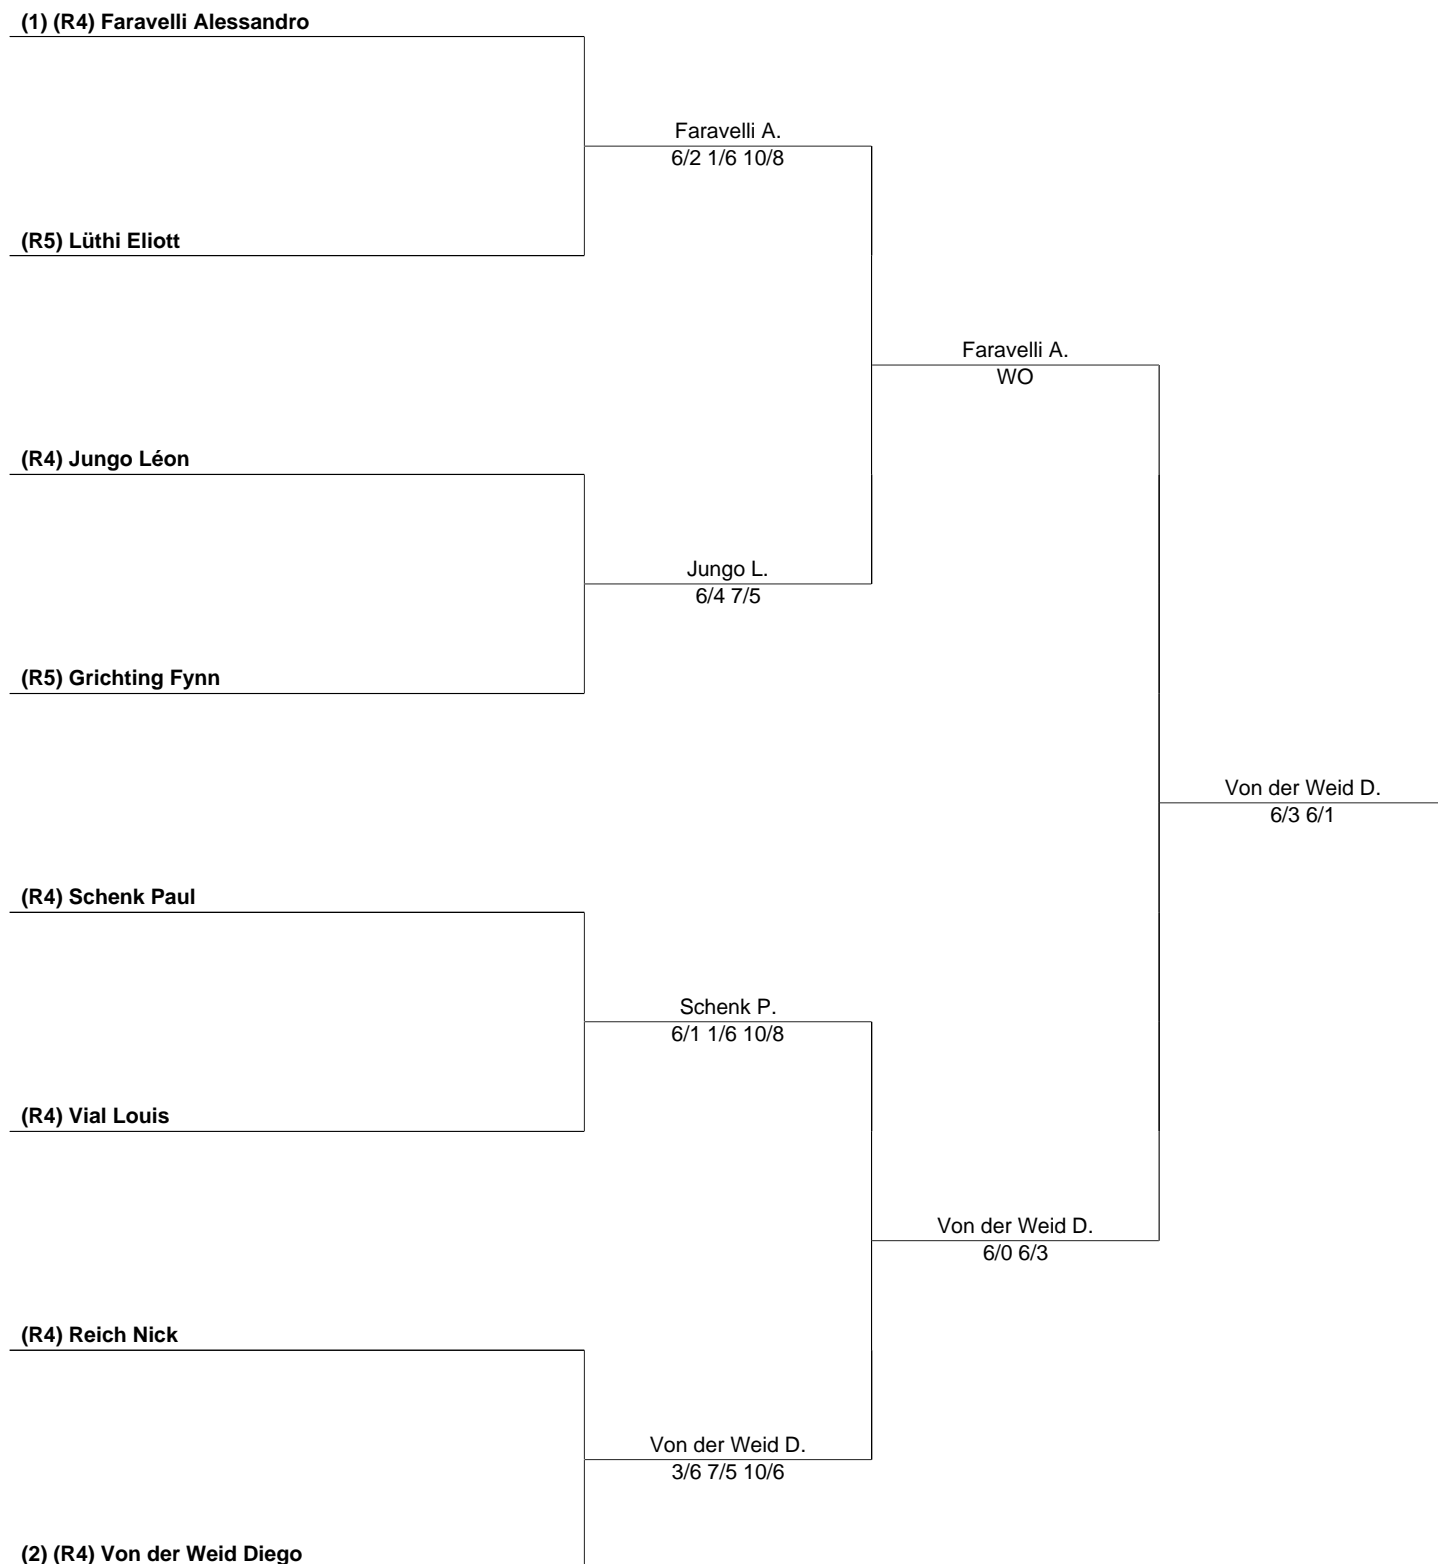 (1) (R4) Faravelli Alessandro
Faravelli A.
6/2 1/6 10/8
(R5) Lüthi Eliott
Faravelli A.
WO
(R4) Jungo Léon
Jungo L.
6/4 7/5
(R5) Grichting Fynn
Von der Weid D.
6/3 6/1
(R4) Schenk Paul
Schenk P.
6/1 1/6 10/8
(R4) Vial Louis
Von der Weid D.
6/0 6/3
(R4) Reich Nick
Von der Weid D.
3/6 7/5 10/6
(2) (R4) Von der Weid Diego